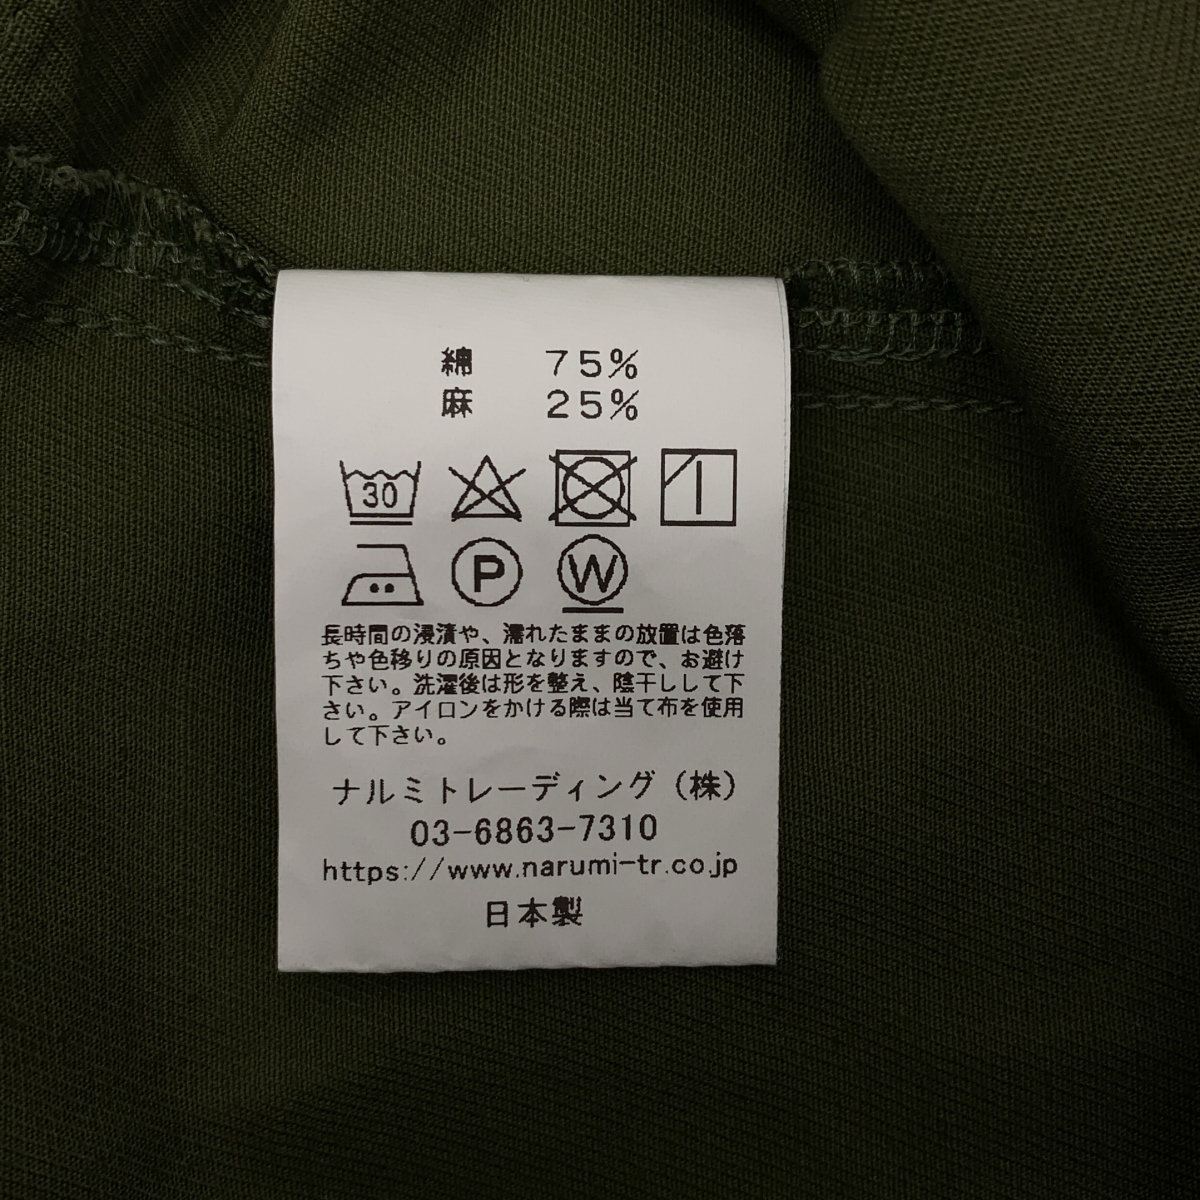 綿 75%
麻 25%
30
P W
長時間の浸漬や、濡れたままの放置は色落
ちや色移りの原因となりますので、お避け
下さい。洗濯後は形を整え、陰干しして下
さい。アイロンをかける際は当て布を使用
して下さい。
ナルミトレーディング（株）
03-6863-7310
https://www.narumi-tr.co.jp
日本製